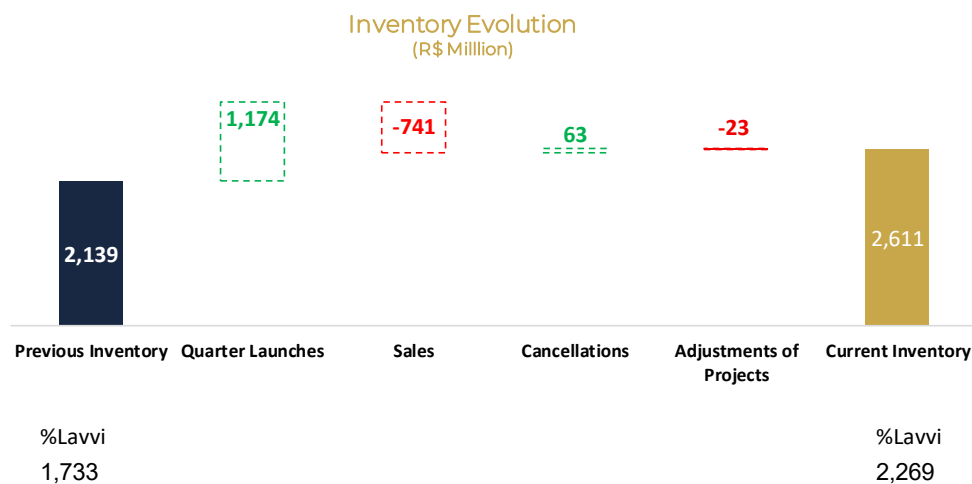 Inventory Evolution
(R$ Milllion)
1,174
-741
63
-23
2,139
2,611
Previous Inventory
Quarter Launches
Sales
Cancellations
Adjustments of
Projects
Current Inventory
%Lavvi
1,733
%Lavvi
2,269